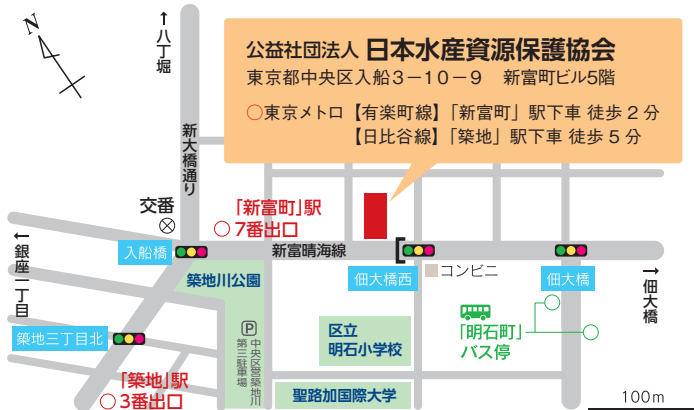 N
↑八丁堀
公益社団法人 日本水産資源保護協会
東京都中央区入船3−10−9　新富町ビル5階
○東京メトロ【有楽町線】「新富町」駅下車 徒歩2分
【日比谷線】「築地」駅下車 徒歩5分
新大橋通り
交番
「新富町」駅
7番出口
←銀座一丁目
入船橋
新富晴海線
築地川公園
佃大橋西
コンビニ
佃大橋
→佃大橋
築地三丁目北
P
中央区営築地川
第三駐車場
区立
明石小学校
「明石町」
バス停
「築地」駅
3番出口
聖路加国際大学
100m